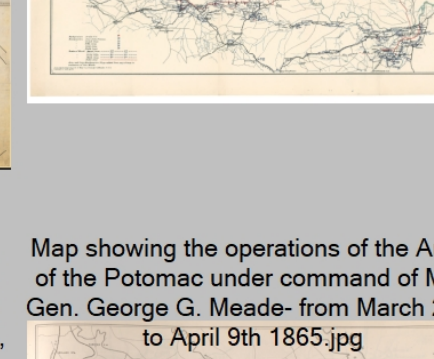 Map showing the operations of the A
of the Potomac under command of M
Gen. George G. Meade- from March 2
to April 9th 1865.jpg